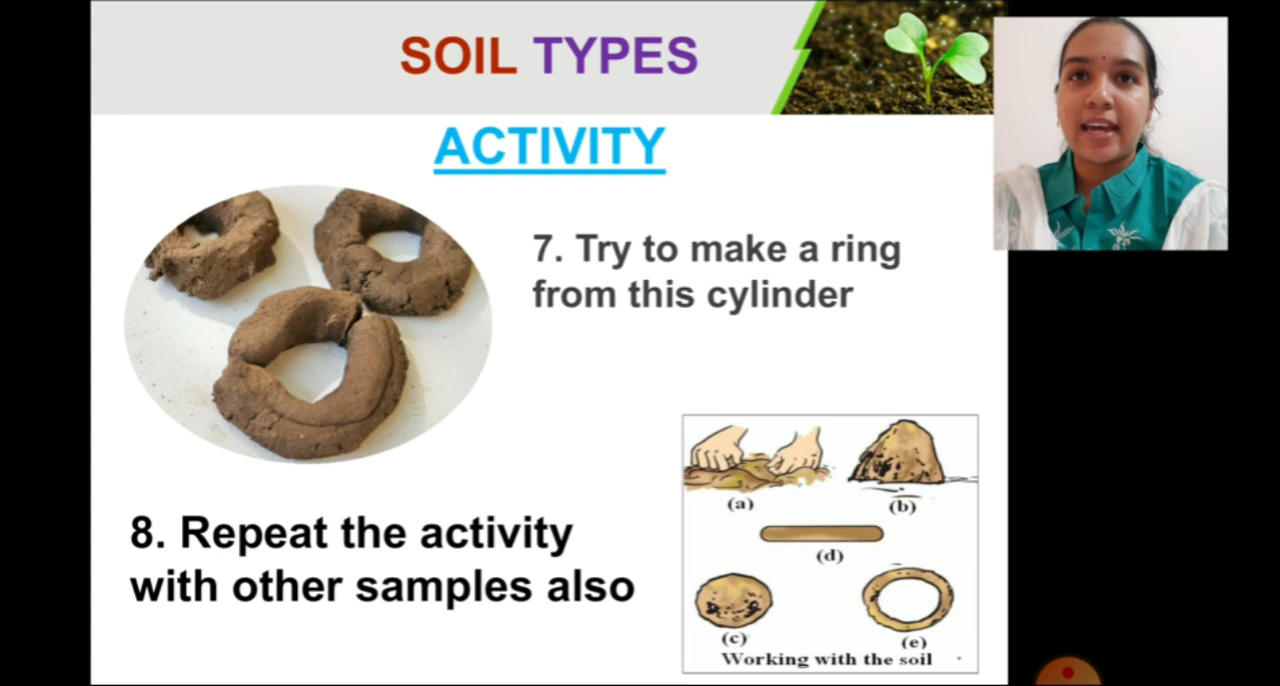 SOIL TYPES
ACTIVITY
7. Try to make a ring
from this cylinder
8. Repeat the activity
with other samples also
(a)
(b)
(d)
(c)
(e)
Working with the soil